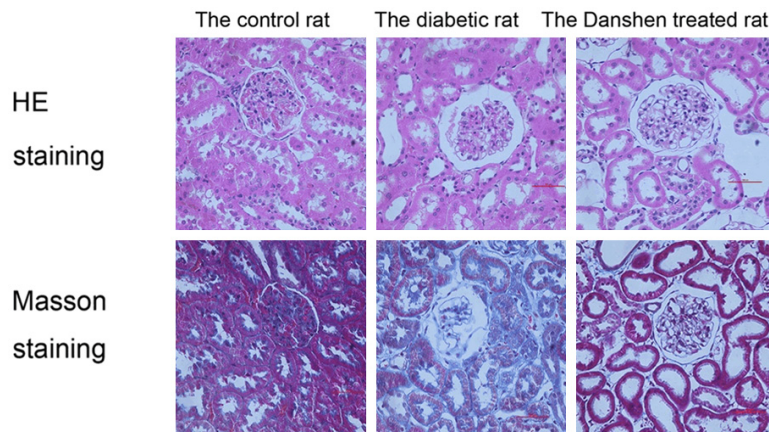 The control rat
The diabetic rat
The Danshen treated rat
HE
staining
Masson
staining